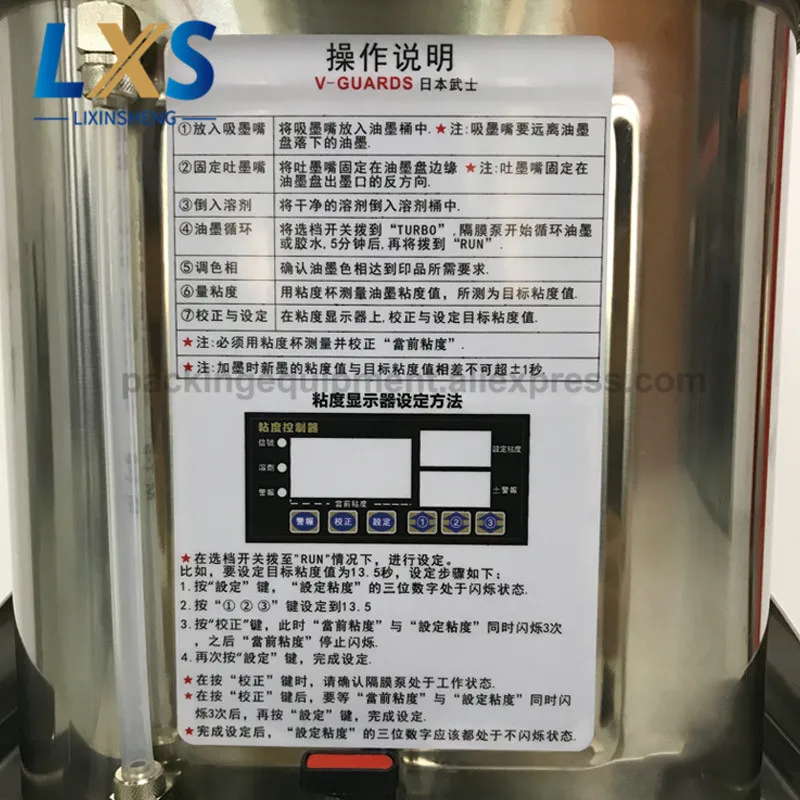 LXS
LIXINSHENG
操作说明
V-GUARDS 日本武士
①放入吸墨嘴 将吸墨嘴放入油墨桶中.★注:吸墨嘴要远离油墨
盘落下的油墨.
②固定吐墨嘴 将吐墨嘴固定在油墨盘边缘 ★注:吐墨嘴固定在
油墨盘出墨口的反方向.
③倒入溶剂 将干净的溶剂倒入溶剂桶中.
④油墨循环 将选档开关拨到“TURBO”,隔膜泵开始循环油墨
或胶水,5分钟后,再将拨到“RUN”.
⑤调色相 确认油墨色相达到印品所需要求.
⑥量粘度 用粘度杯测量油墨粘度值，所测为目标粘度值.
⑦校正与设定 在粘度显示器上,校正与设定目标粘度值.
★注:必须用粘度杯测量并校正“當前粘度”.
★注:加墨时新墨的粘度值与目标粘度值相差不可超±1秒.
packingequipment.aliexpress.com
粘度显示器设定方法
粘度控制器
信號
溶劑
警報
設定粘度
±警報
當前粘度
警報 校正 設定 ① ② ③
★在选档开关拨至"RUN"情况下，进行设定。
比如，要设定目标粘度值为13.5秒，设定步骤如下：
1.按“設定”键，“設定粘度”的三位数字处于闪烁状态.
2.按“①②③”键设定到13.5
3.按“校正”键，此时“當前粘度”与“設定粘度”同时闪烁3次
，之后“當前粘度”停止闪烁.
4.再次按“設定”键，完成设定.
★在按“校正”键时，请确认隔膜泵处于工作状态.
★在按“校正”键后，要等“當前粘度”与“設定粘度”同时闪
烁3次后，再按“設定”键，完成设定.
★完成设定后，“設定粘度”的三位数字应该都处于不闪烁状态.